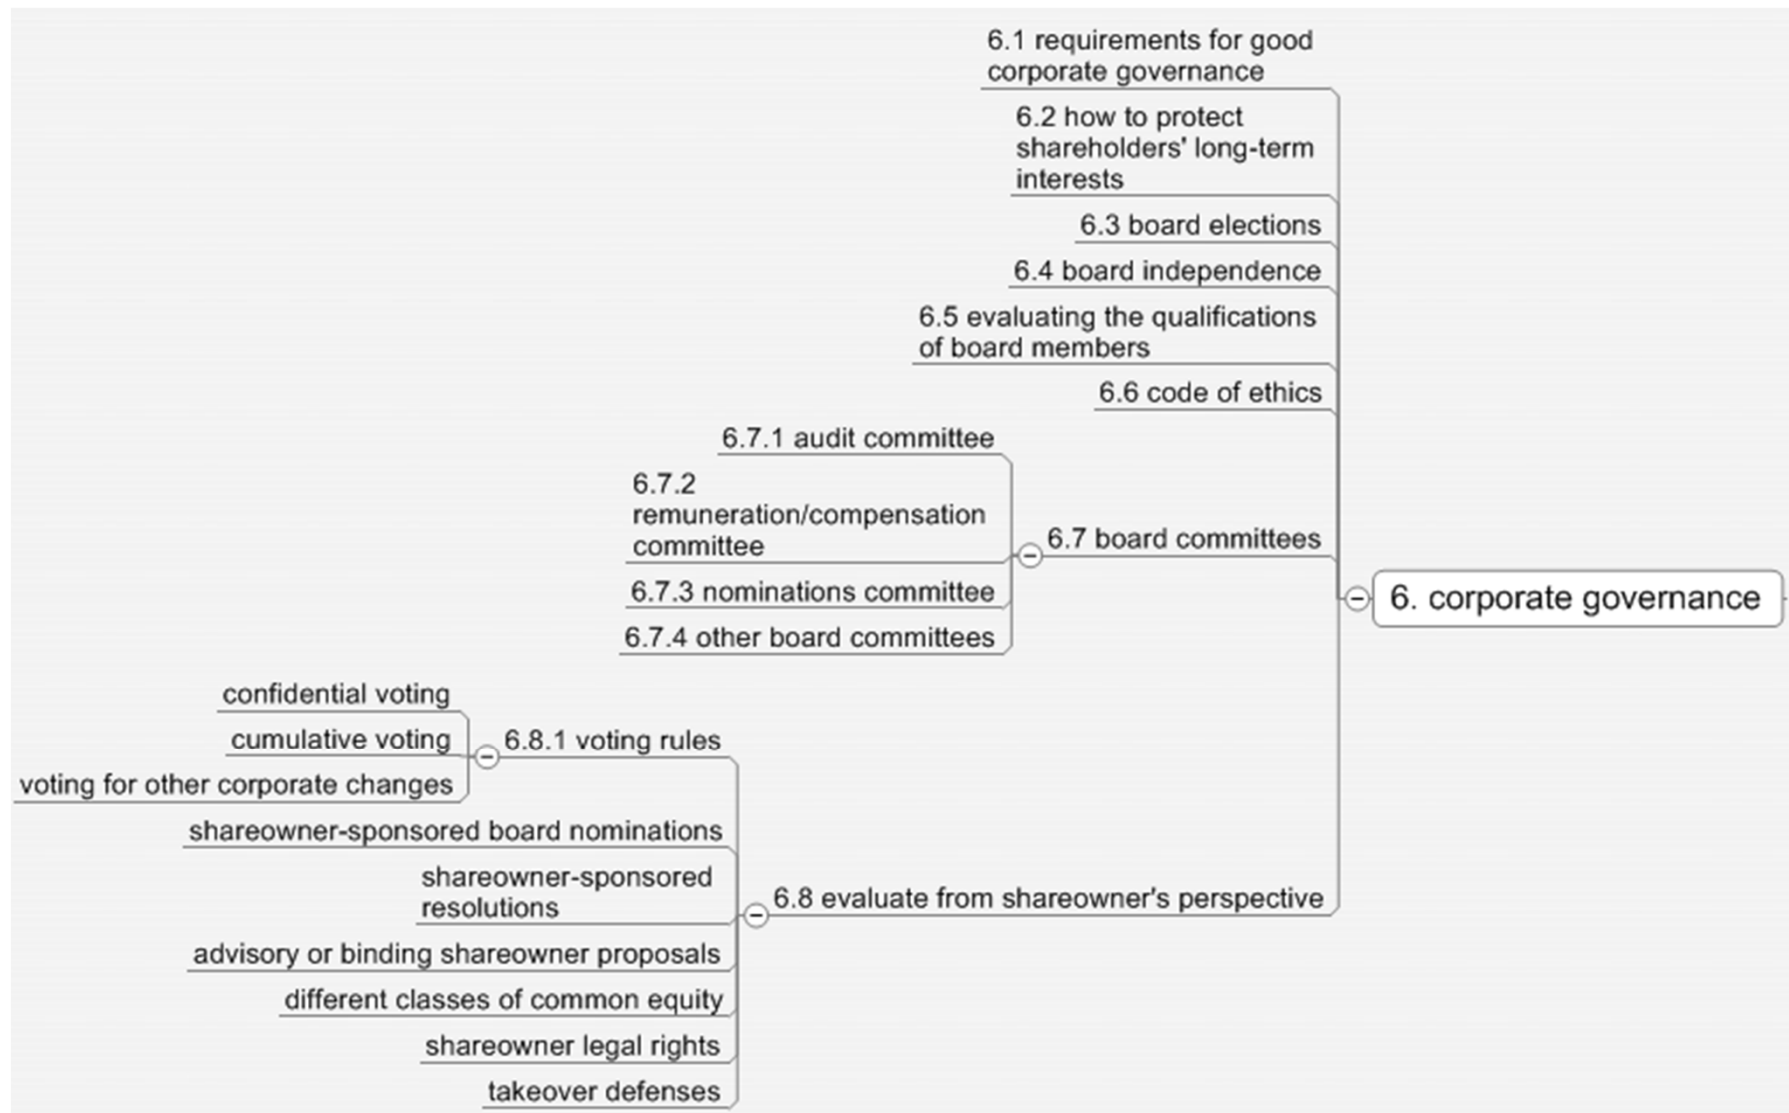 6.1 requirements for good
corporate governance
6.2 how to protect
shareholders' long-term
interests
6.3 board elections
6.4 board independence
6.5 evaluating the qualifications
of board members
6.6 code of ethics
6.7.1 audit committee
6.7.2
remuneration/compensation
committee
6.7.3 nominations committee
6.7.4 other board committees
6.7 board committees
6. corporate governance
confidential voting
cumulative voting
voting for other corporate changes
6.8.1 voting rules
shareowner-sponsored board nominations
shareowner-sponsored
resolutions
advisory or binding shareowner proposals
different classes of common equity
shareowner legal rights
takeover defenses
6.8 evaluate from shareowner's perspective